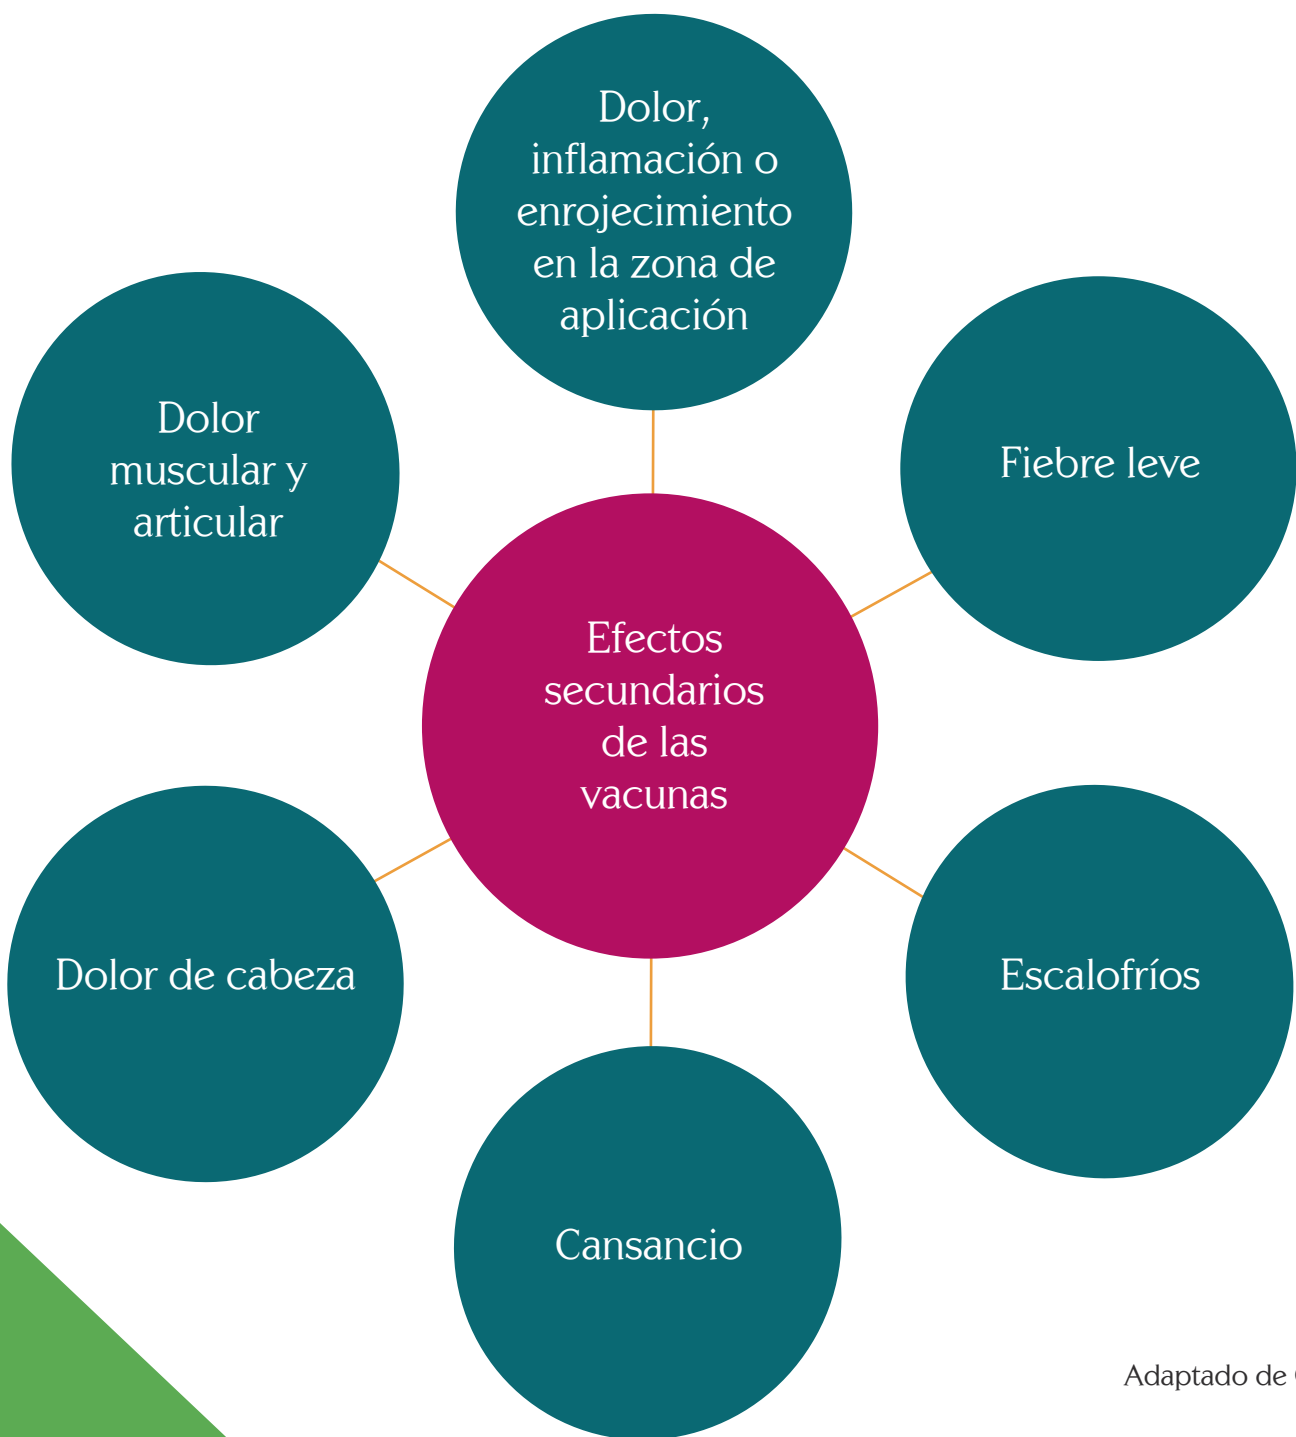 Dolor,
inflamación o
enrojecimiento
en la zona de
aplicación
Dolor
muscular y
articular
Fiebre leve
Efectos
secundarios
de las
vacunas
Dolor de cabeza
Escalofríos
Cansancio
Adaptado de